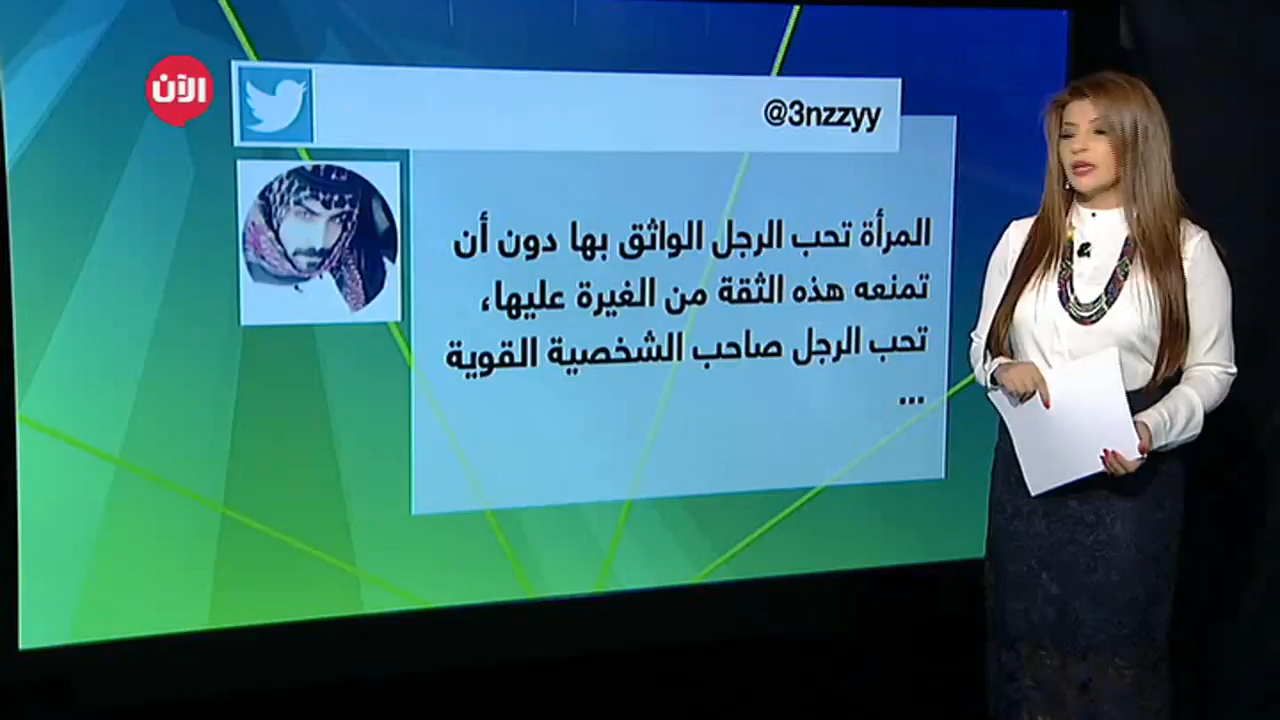 الآن
@3nzzyy
المرأة تحب الرجل الواثق بها دون أن
تمنعه هذه الثقة من الغيرة عليها،
تحب الرجل صاحب الشخصية القوية
...